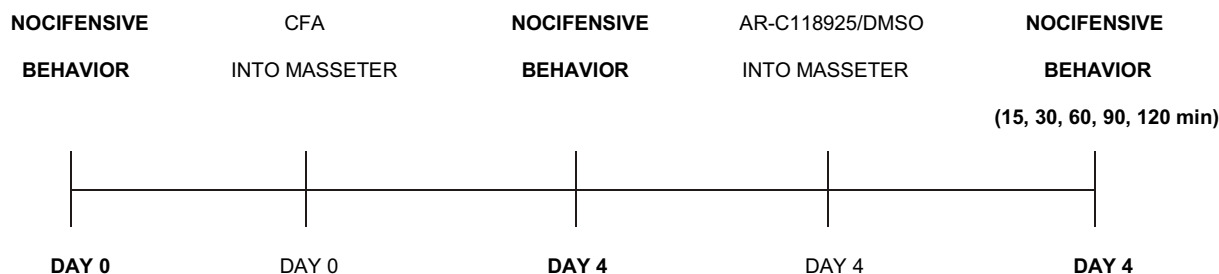 NOCIFENSIVE CFA NOCIFENSIVE AR-C118925/DMSO NOCIFENSIVE
BEHAVIOR INTO MASSETER BEHAVIOR INTO MASSETER BEHAVIOR
(15, 30, 60, 90, 120 min)
DAY 0 DAY 0 DAY 4 DAY 4 DAY 4